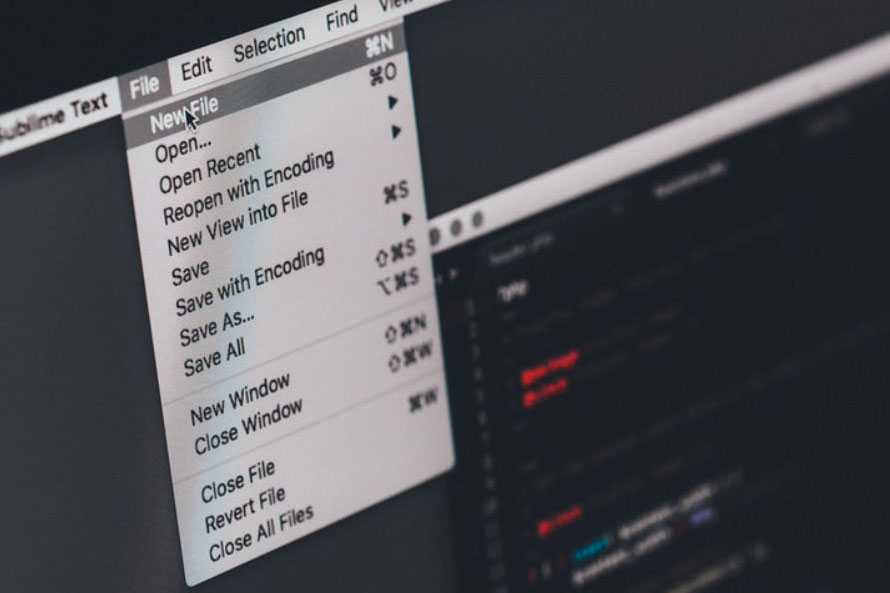 Sublime Text File Edit Selection Find View
New File ⌘N
Open... ⌘O
Open Recent ▶
Reopen with Encoding ▶
New View into File
Save ⌘S
Save with Encoding ▶
Save As... ⇧⌘S
Save All ⌥⌘S
New Window ⇧⌘N
Close Window ⇧⌘W
Close File ⌘W
Revert File
Close All Files